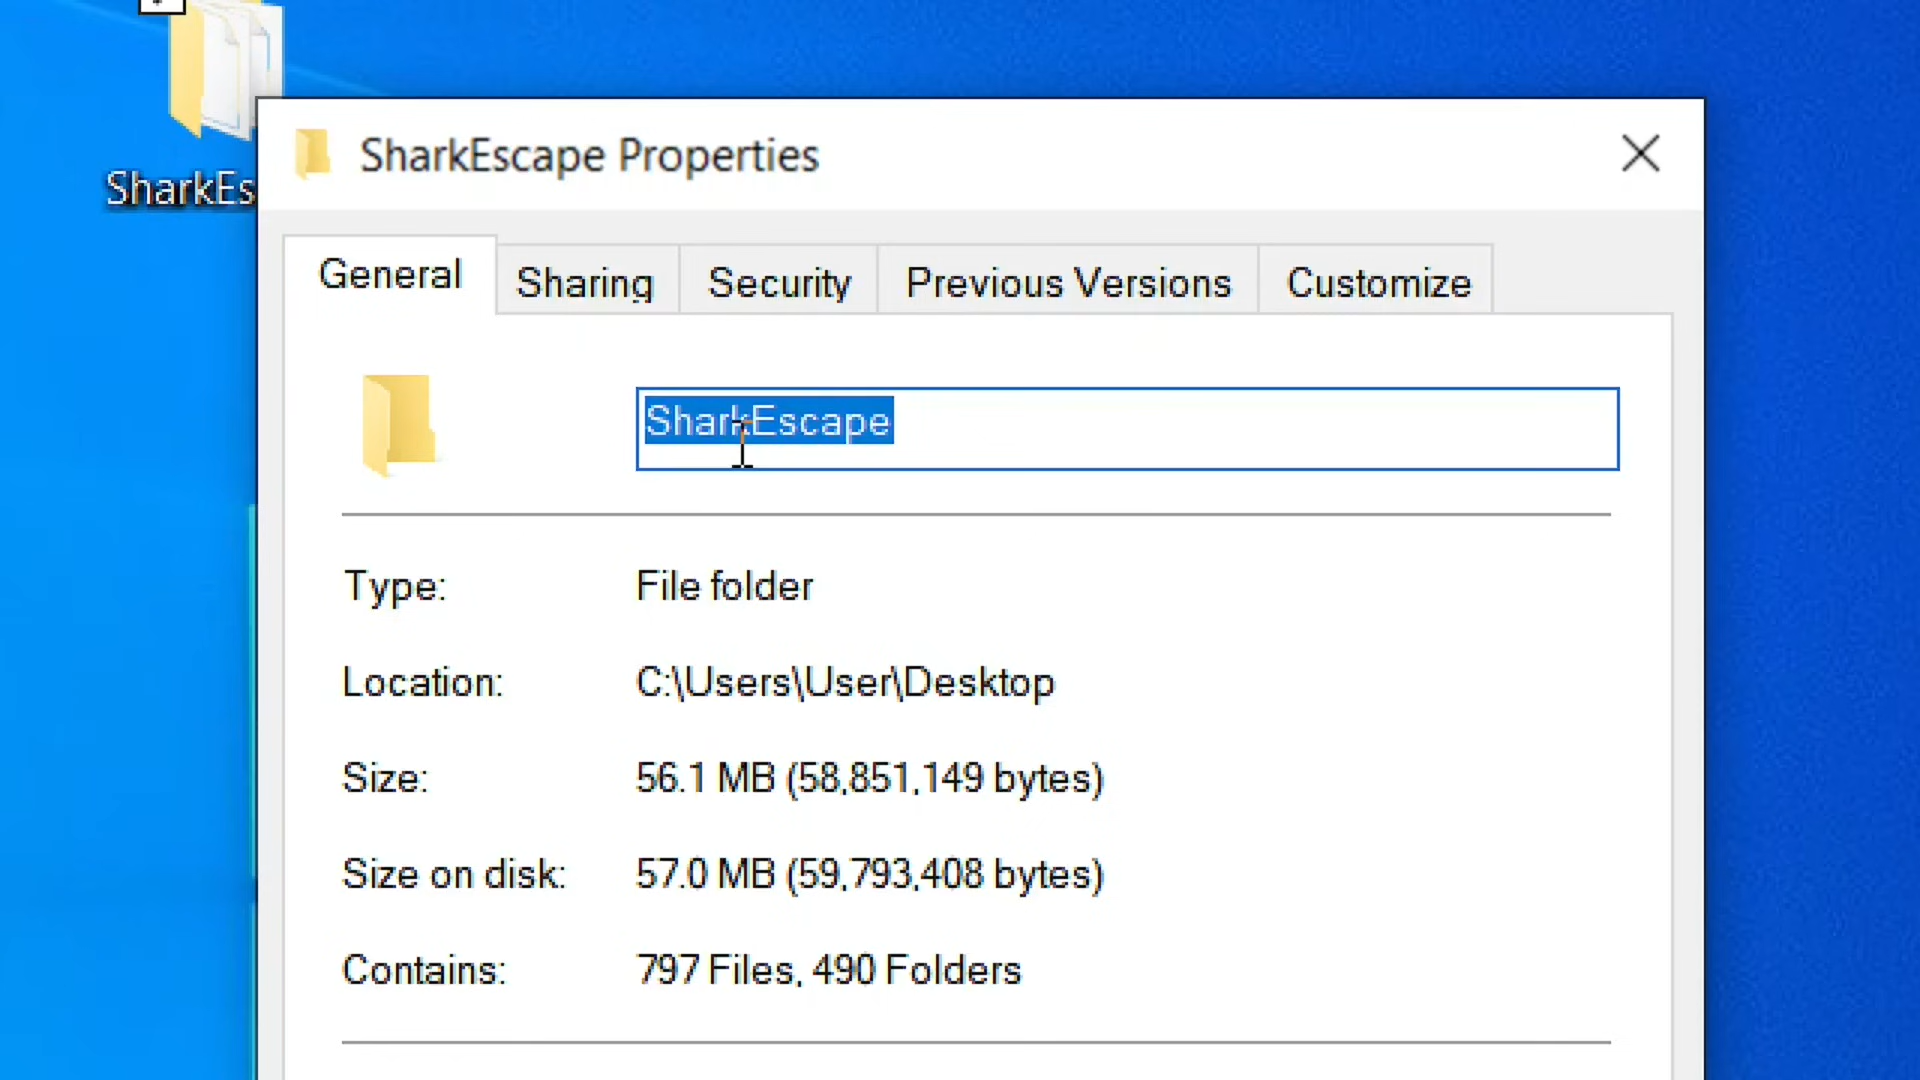 SharkEscape Properties
SharkEs
General Sharing Security Previous Versions Customize
SharkEscape
Type: File folder
Location: C:\Users\User\Desktop
Size: 56.1 MB (58,851,149 bytes)
Size on disk: 57.0 MB (59,793,408 bytes)
Contains: 797 Files, 490 Folders